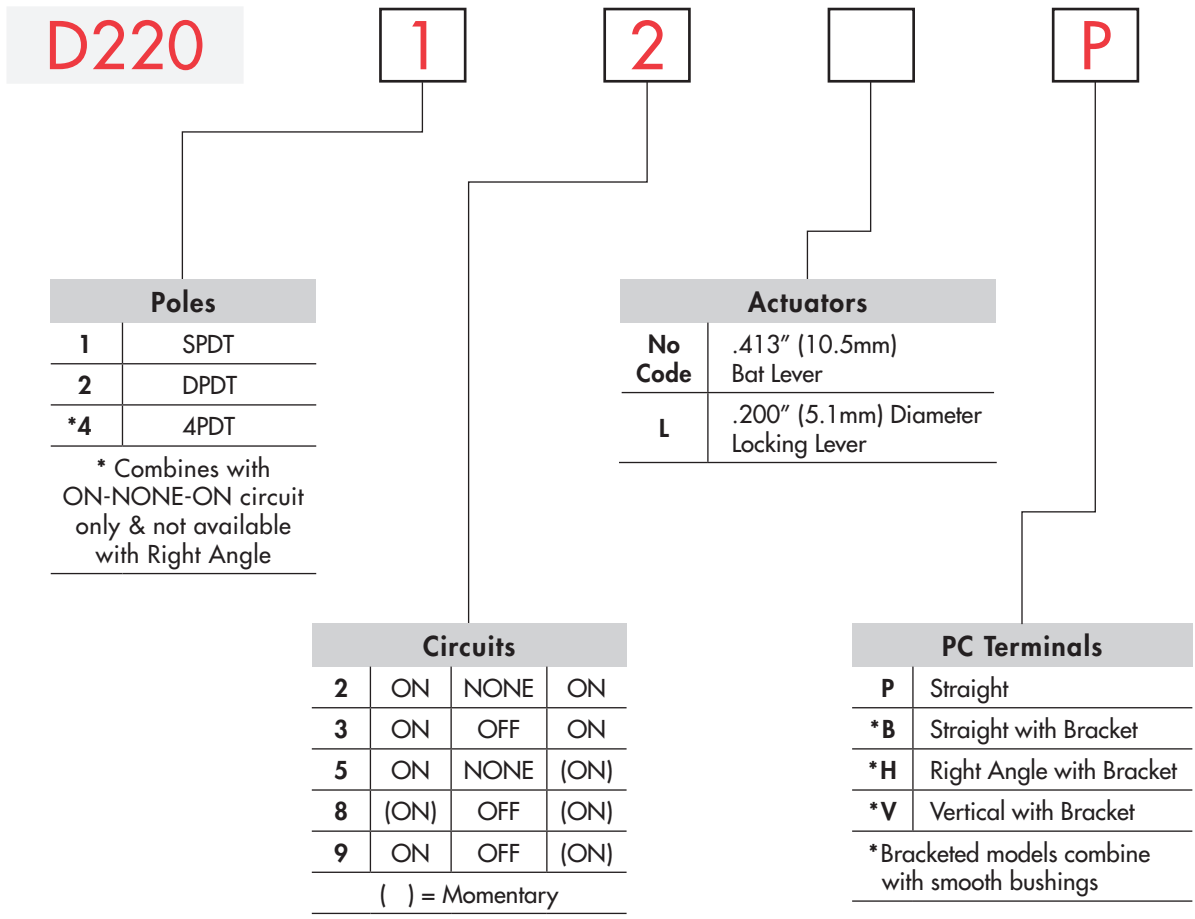 D220 1 2 P
Poles
1 SPDT
2 DPDT
*4 4PDT
* Combines with
ON-NONE-ON circuit
only & not available
with Right Angle
Actuators
No Code .413″ (10.5mm) Bat Lever
L .200″ (5.1mm) Diameter Locking Lever
Circuits
2 ON NONE ON
3 ON OFF ON
5 ON NONE (ON)
8 (ON) OFF (ON)
9 ON OFF (ON)
( ) = Momentary
PC Terminals
P Straight
*B Straight with Bracket
*H Right Angle with Bracket
*V Vertical with Bracket
*Bracketed models combine
with smooth bushings